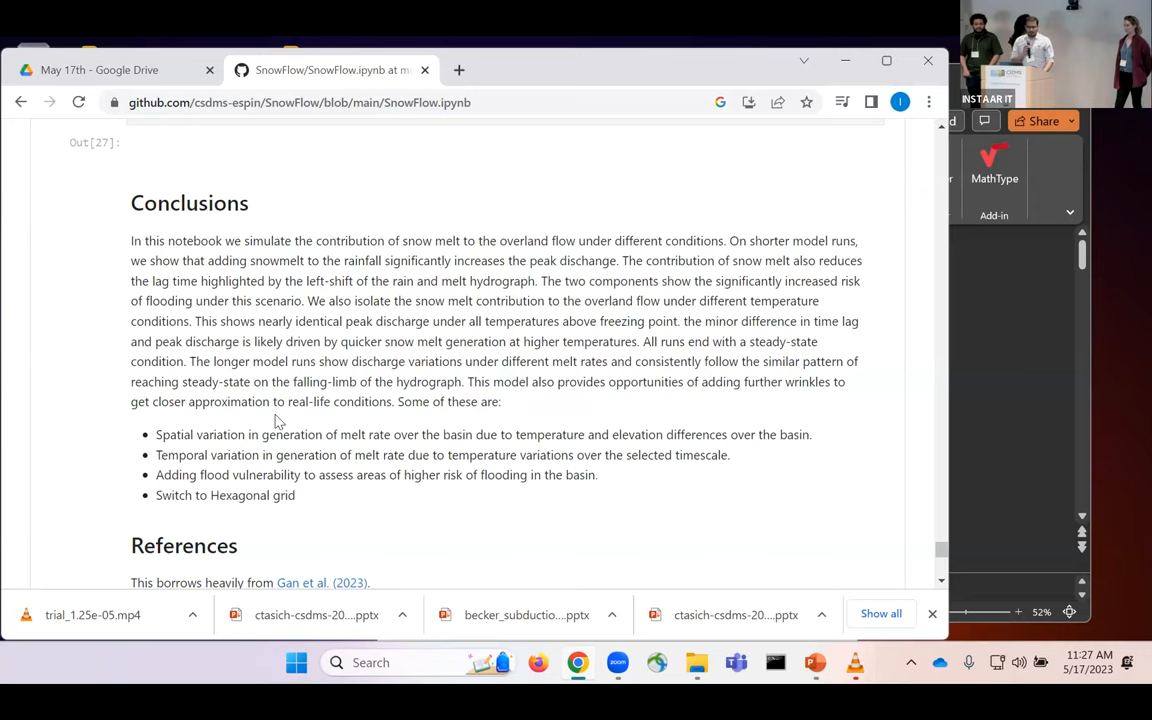 May 17th - Google Drive
SnowFlow/SnowFlow.ipynb at m
github.com/csdms-espin/SnowFlow/blob/main/SnowFlow.ipynb
I
INSTAAR IT
d
Share
MathType
Add-in
r
Out[27]:
Conclusions
In this notebook we simulate the contribution of snow melt to the overland flow under different conditions. On shorter model runs,
we show that adding snowmelt to the rainfall significantly increases the peak discharge. The contribution of snow melt also reduces
the lag time highlighted by the left-shift of the rain and melt hydrograph. The two components show the significantly increased risk
of flooding under this scenario. We also isolate the snow melt contribution to the overland flow under different temperature
conditions. This shows nearly identical peak discharge under all temperatures above freezing point. the minor difference in time lag
and peak discharge is likely driven by quicker snow melt generation at higher temperatures. All runs end with a steady-state
condition. The longer model runs show discharge variations under different melt rates and consistently follow the similar pattern of
reaching steady-state on the falling-limb of the hydrograph. This model also provides opportunities of adding further wrinkles to
get closer approximation to real-life conditions. Some of these are:
• Spatial variation in generation of melt rate over the basin due to temperature and elevation differences over the basin.
• Temporal variation in generation of melt rate due to temperature variations over the selected timescale.
• Adding flood vulnerability to assess areas of higher risk of flooding in the basin.
• Switch to Hexagonal grid
References
This borrows heavily from Gan et al. (2023).
trial_1.25e-05.mp4
ctasich-csdms-20....pptx
becker_subductio....pptx
ctasich-csdms-20....pptx
Show all
52%
Search
zoom
11:27 AM
5/17/2023